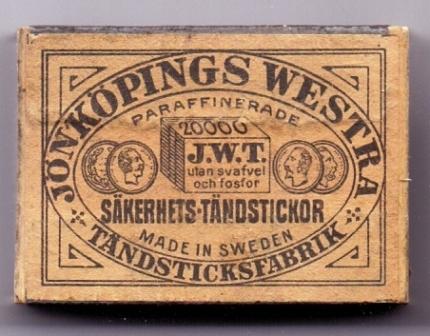 JÖNKÖPINGS WESTRA
PARAFFINERADE
20000
J.W.T.
utan svafvel
och fosfor
SÄKERHETS-TÄNDSTICKOR
MADE IN SWEDEN
TÄNDSTICKSFABRIK